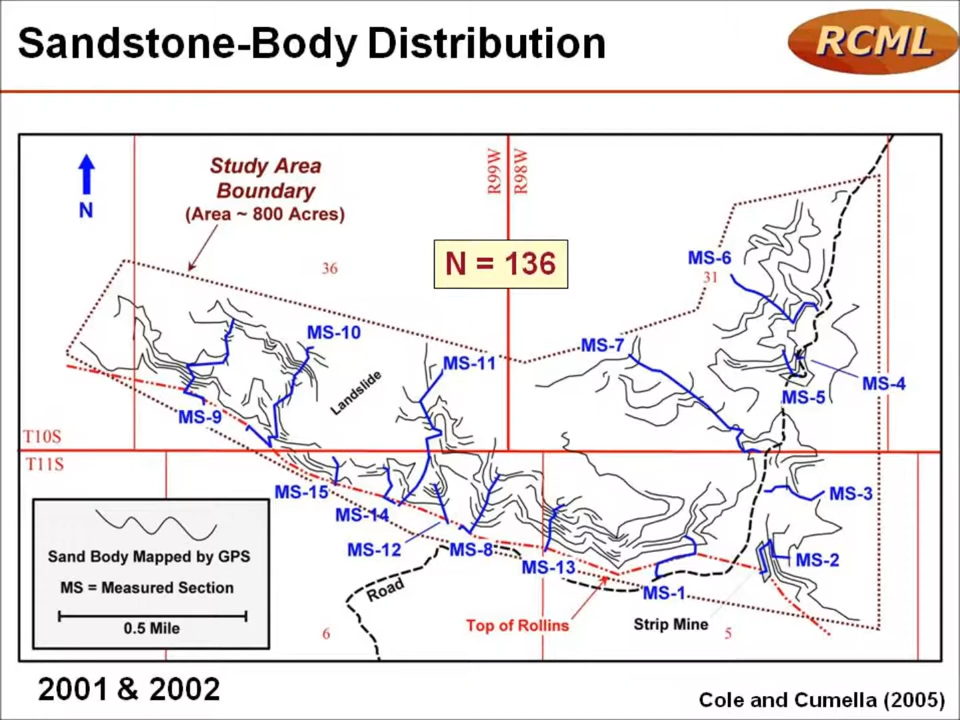 Sandstone-Body Distribution
RCML
Study Area
Boundary
(Area ~ 800 Acres)
N
R99W
R98W
36
N = 136
MS-6
31
MS-10
MS-7
MS-11
Landslide
MS-4
MS-5
MS-9
T10S
T11S
MS-15
MS-3
MS-14
MS-12
MS-8
MS-2
MS-13
MS-1
Road
Sand Body Mapped by GPS
MS = Measured Section
0.5 Mile
6
Top of Rollins
Strip Mine
5
2001 & 2002
Cole and Cumella (2005)